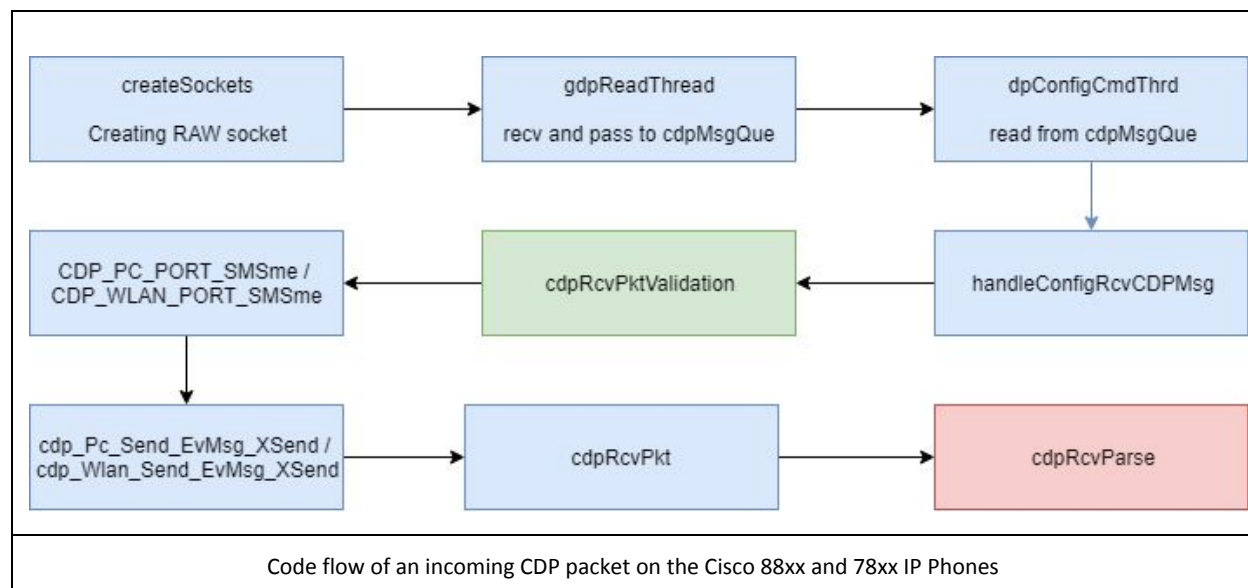 createSockets
Creating RAW socket
gdpReadThread
recv and pass to cdpMsgQue
dpConfigCmdThrd
read from cdpMsgQue
handleConfigRcvCDPMsg
cdpRcvPktValidation
CDP_PC_PORT_SMSme /
CDP_WLAN_PORT_SMSme
cdp_Pc_Send_EvMsg_XSend /
cdp_Wlan_Send_EvMsg_XSend
cdpRcvPkt
cdpRcvParse
Code flow of an incoming CDP packet on the Cisco 88xx and 78xx IP Phones